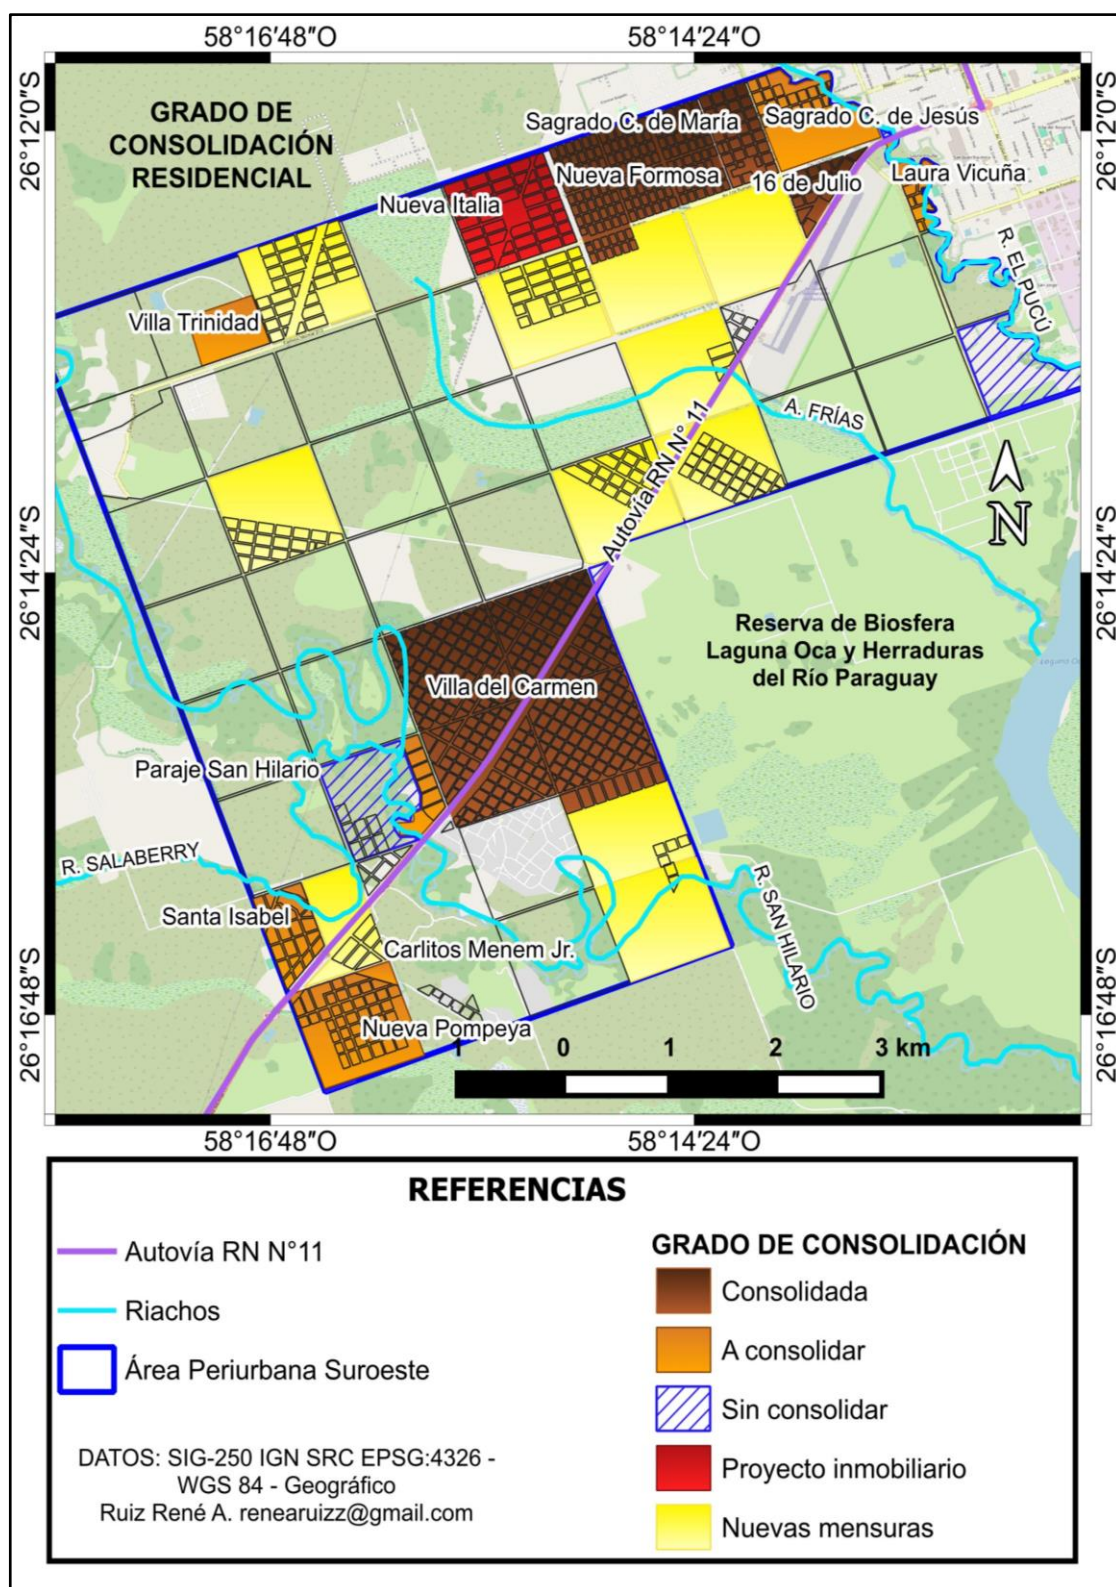 58°16'48"O
58°14'24"O
26°12'0"S
26°12'0"S
GRADO DE
CONSOLIDACIÓN
RESIDENCIAL
Sagrado C. de María
Sagrado C. de Jesús
Nueva Formosa
16 de Julio
Laura Vicuña
Nueva Italia
R. EL PUCÚ
Villa Trinidad
A. FRÍAS
Autovía RN N° 11
N
26°14'24"S
26°14'24"S
Reserva de Biosfera
Laguna Oca y Herraduras
del Río Paraguay
Laguna Oca
Villa del Carmen
Paraje San Hilario
R. SALABERRY
Santa Isabel
Carlitos Menem Jr.
R. SAN HILARIO
Nueva Pompeya
26°16'48"S
26°16'48"S
1 0 1 2 3 km
58°16'48"O
58°14'24"O
REFERENCIAS
Autovía RN N°11
Riachos
Área Periurbana Suroeste
DATOS: SIG-250 IGN SRC EPSG:4326 -
WGS 84 - Geográfico
Ruiz René A. renearuizz@gmail.com
GRADO DE CONSOLIDACIÓN
Consolidada
A consolidar
Sin consolidar
Proyecto inmobiliario
Nuevas mensuras